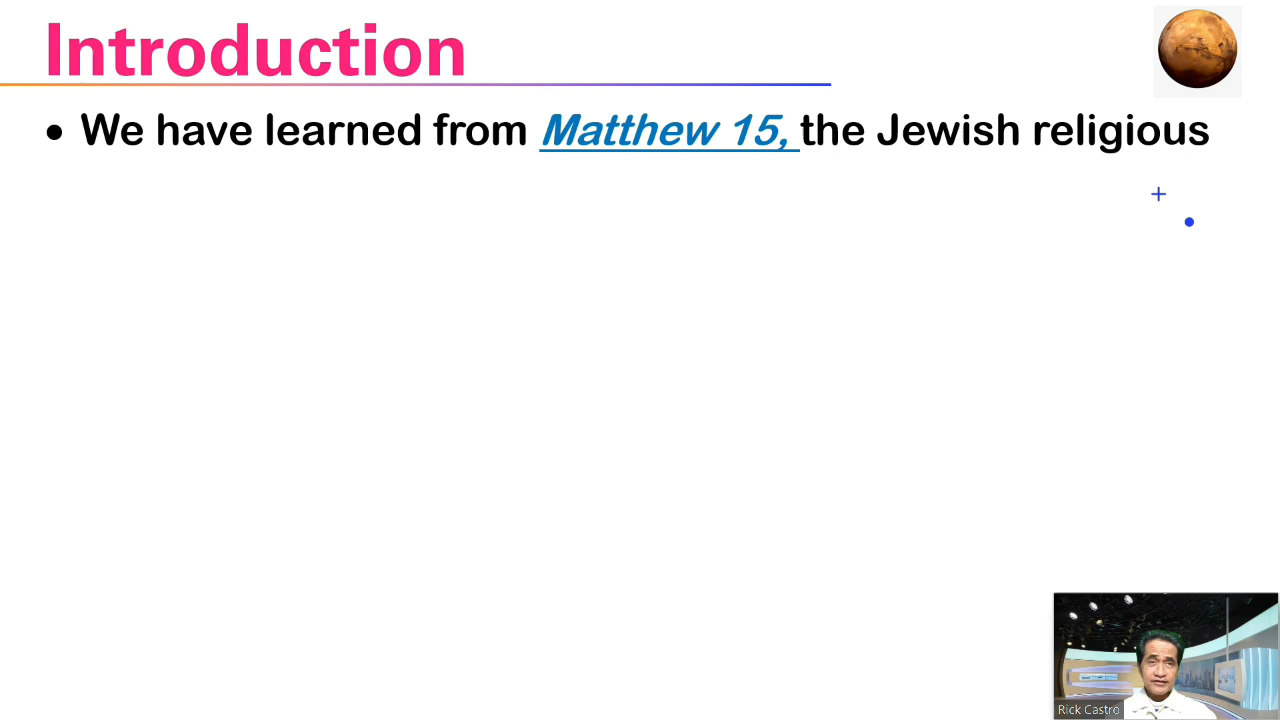 Introduction
• We have learned from Matthew 15, the Jewish religious
Rick Castro